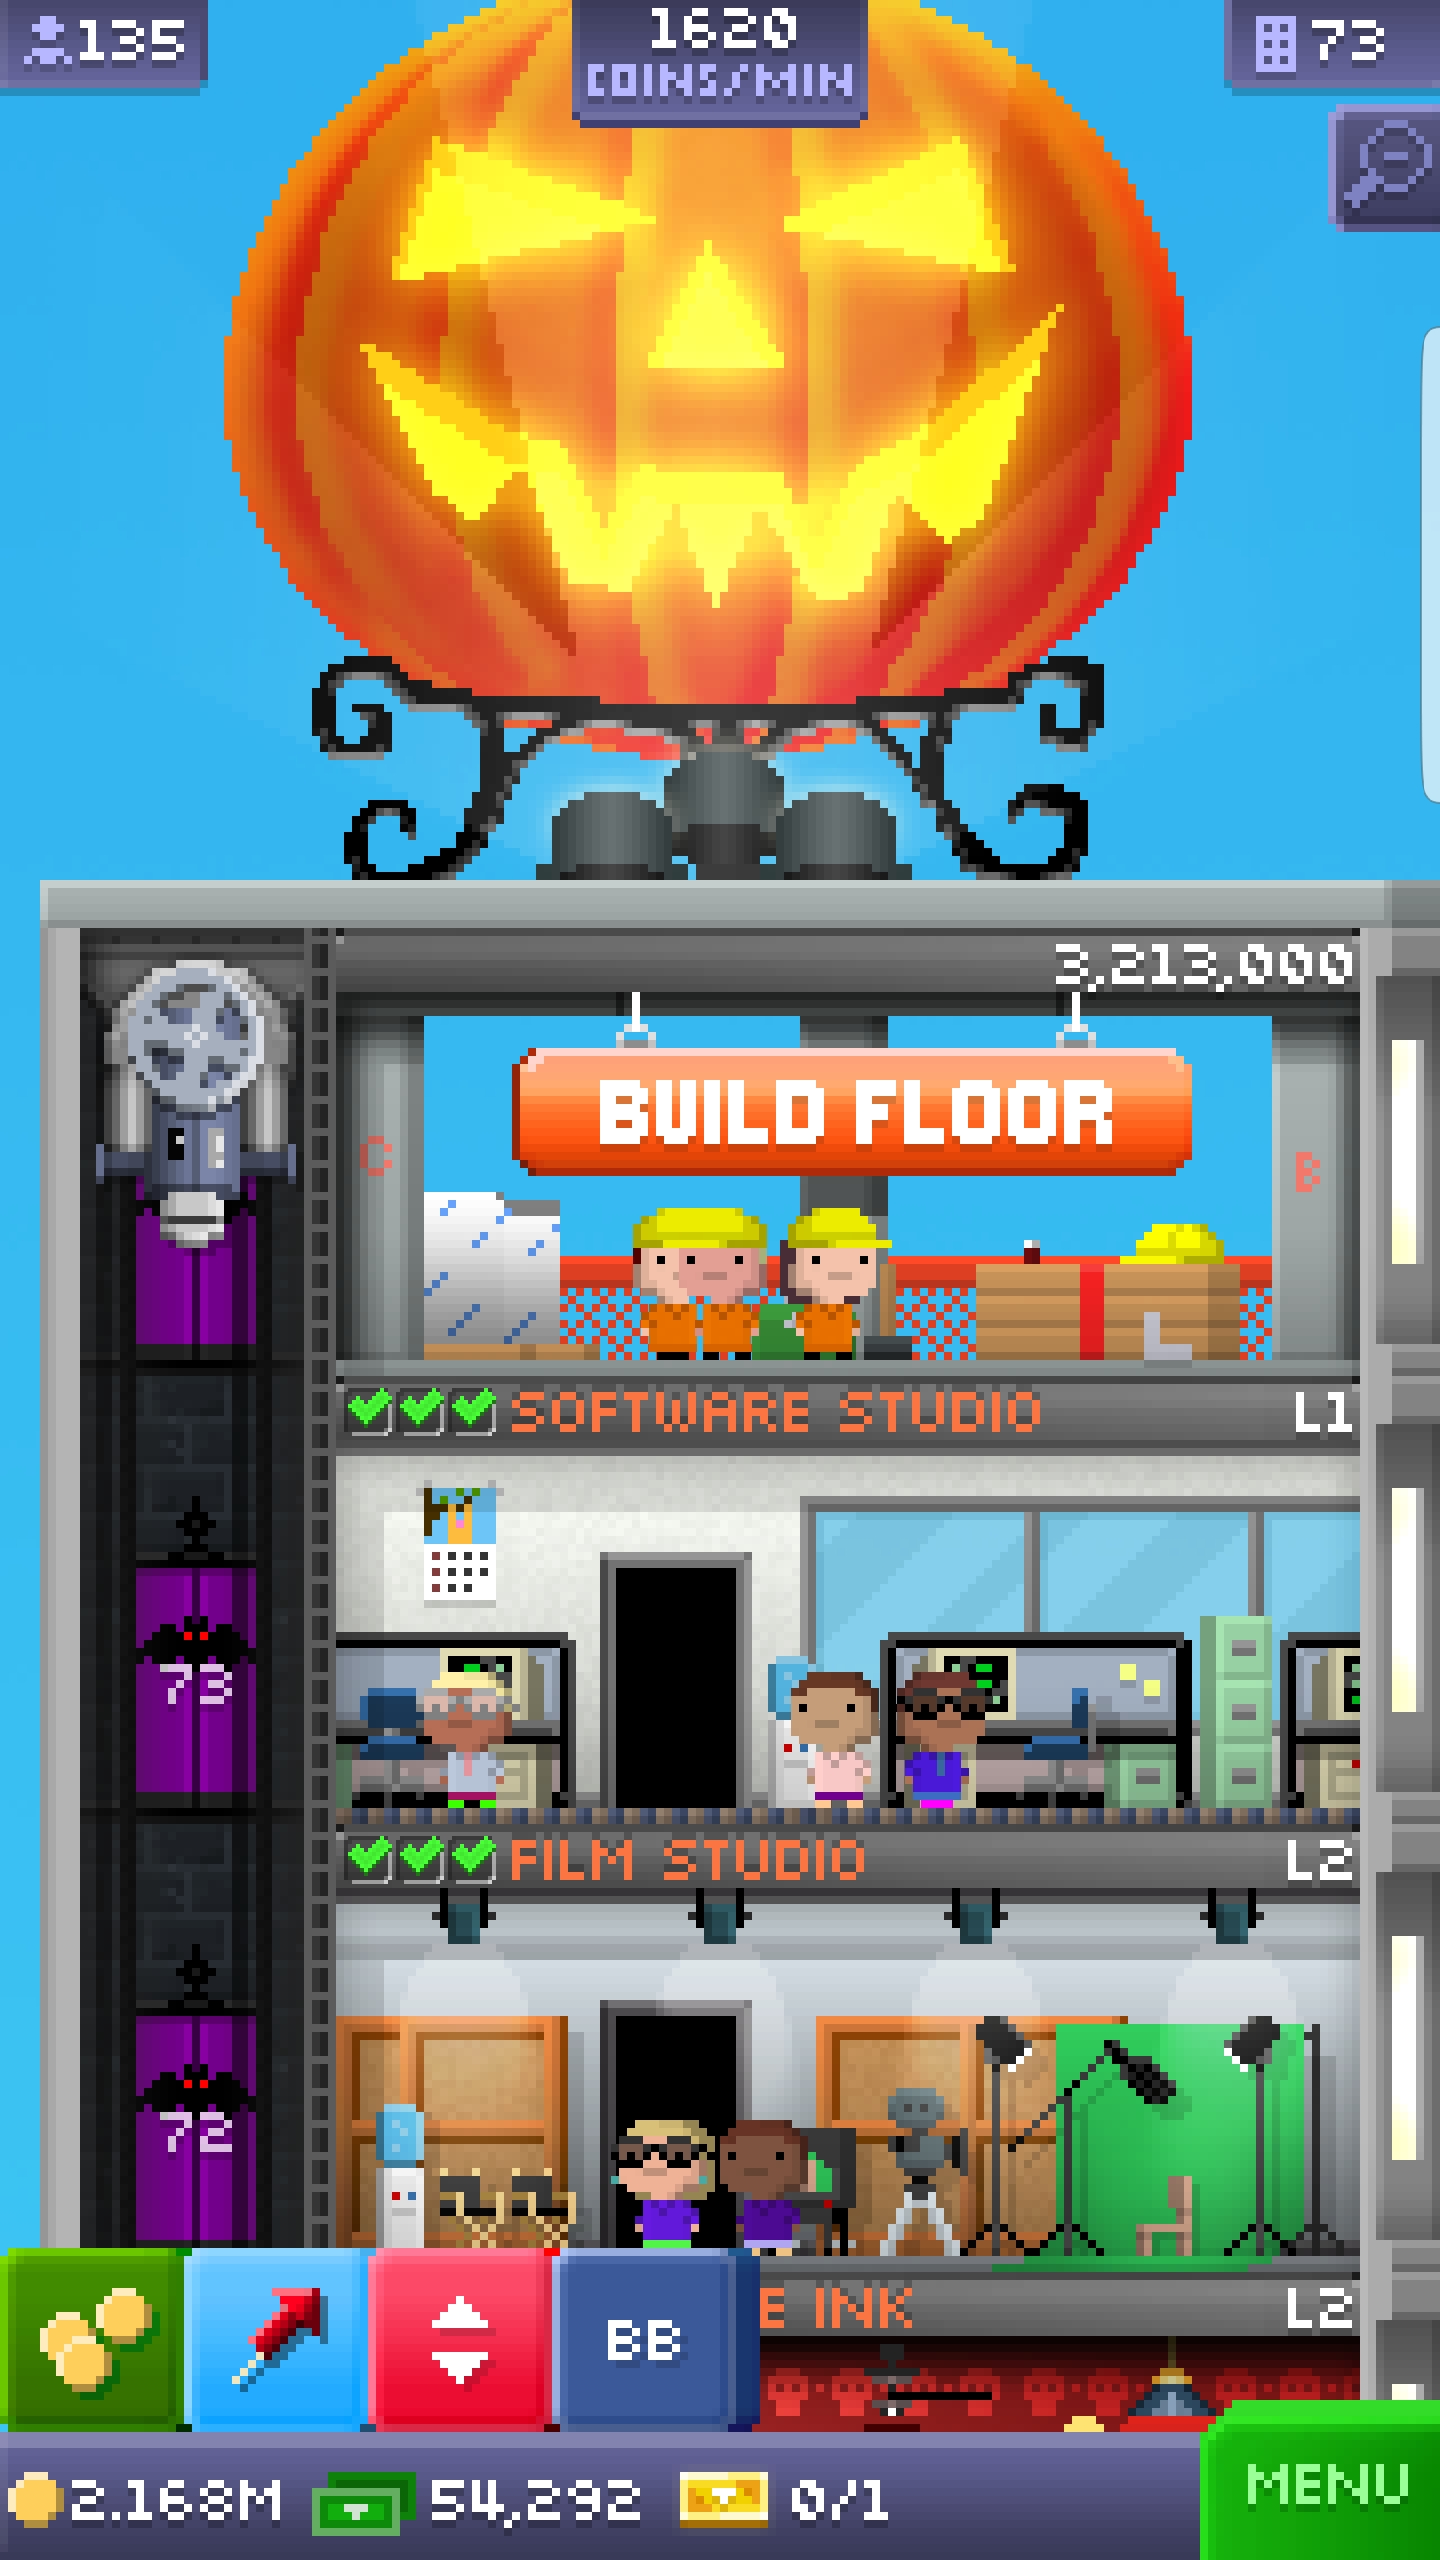 135
1620
COINS/MIN
73
3,213,000
BUILD FLOOR
C
B
SOFTWARE STUDIO L1
73
FILM STUDIO L2
72
E INK L2
BB
2.168M 54,292 0/1
MENU